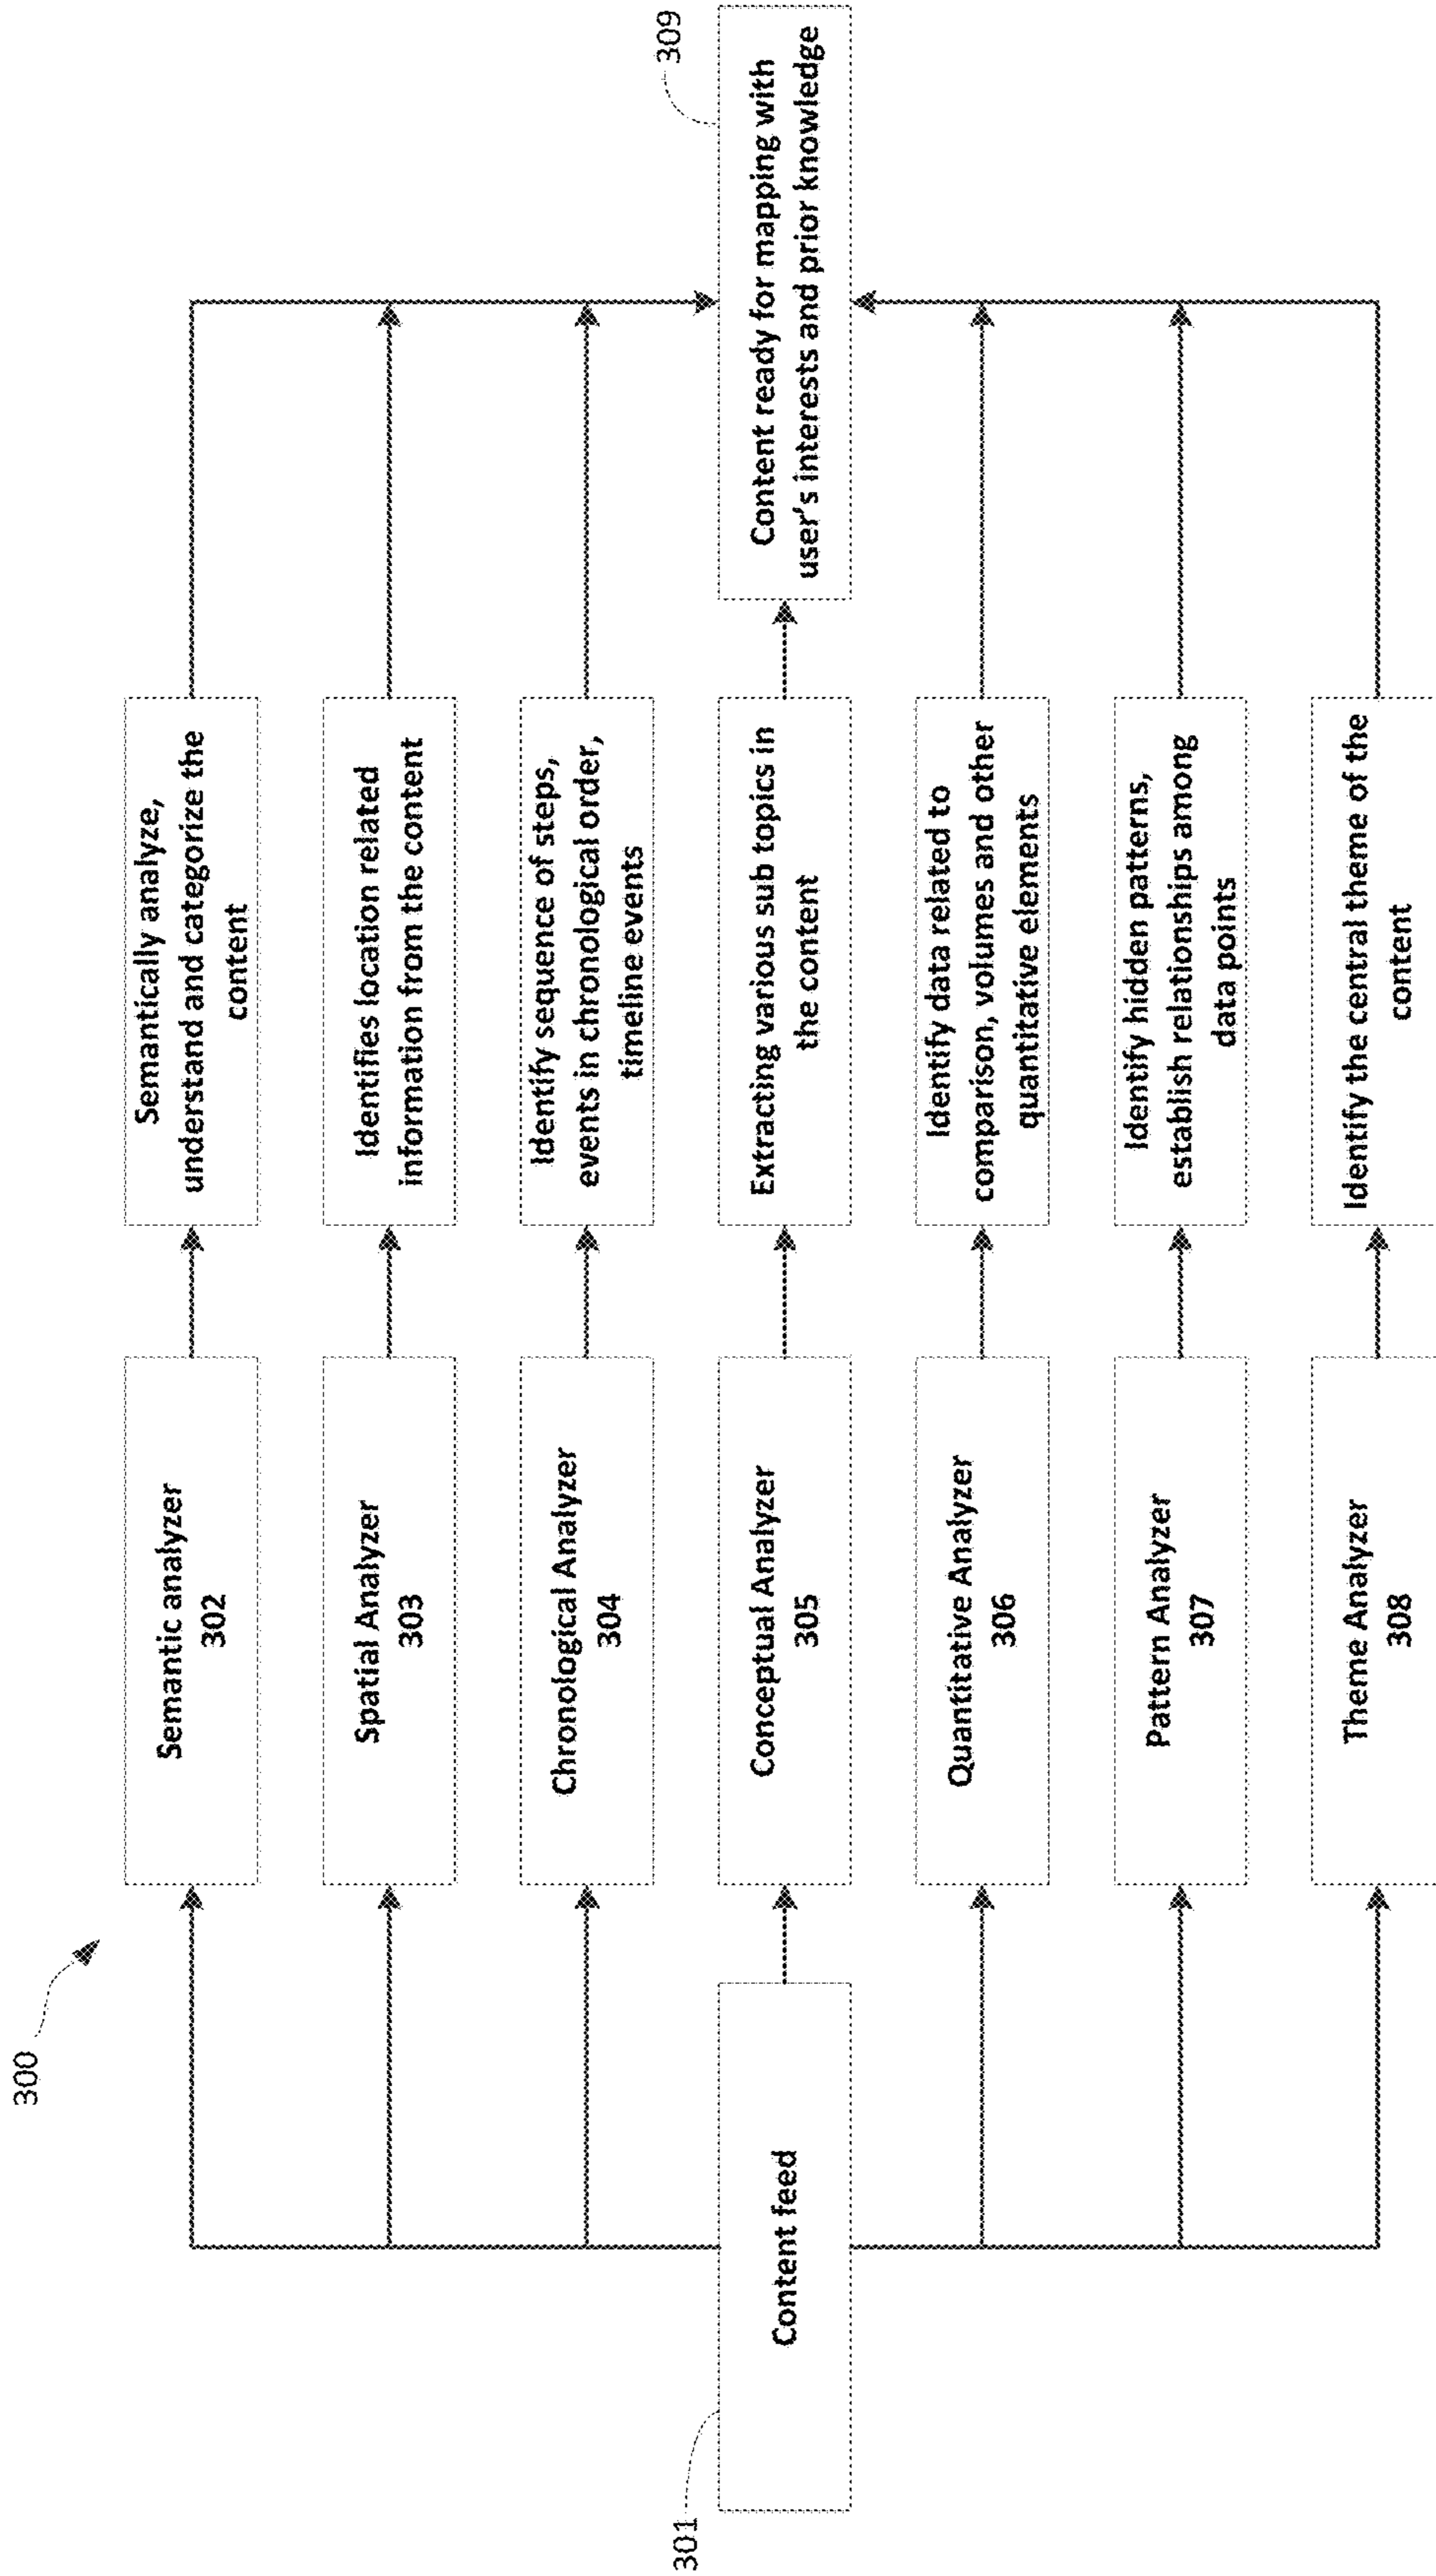 300
301
Content feed
Semantic analyzer
302
Semantically analyze,
understand and categorize the
content
Spatial Analyzer
303
Identifies location related
information from the content
Chronological Analyzer
304
Identify sequence of steps,
events in chronological order,
timeline events
Conceptual Analyzer
305
Extracting various sub topics in
the content
Quantitative Analyzer
306
Identify data related to
comparison, volumes and other
quantitative elements
Pattern Analyzer
307
Identify hidden patterns,
establish relationships among
data points
Theme Analyzer
308
Identify the central theme of the
content
309
Content ready for mapping with
user's interests and prior knowledge